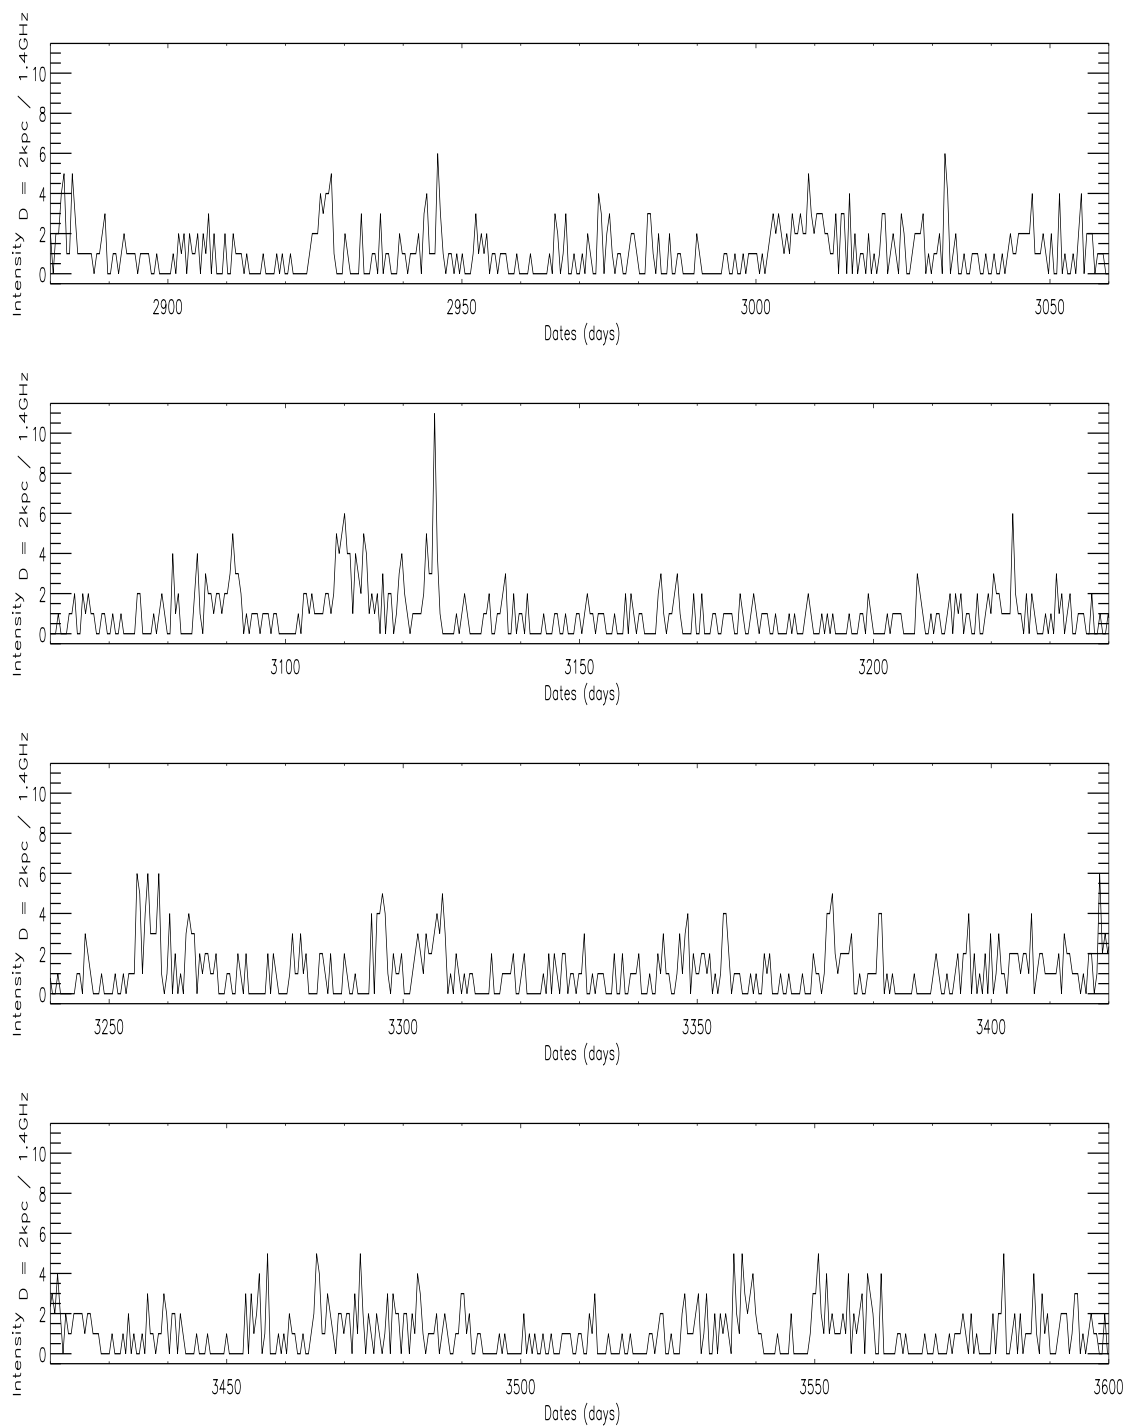 Intensity D = 2kpc / 1.4GHz
10
8
6
4
2
0
2900 2950 3000 3050
Dates (days)
Intensity D = 2kpc / 1.4GHz
10
8
6
4
2
0
3100 3150 3200
Dates (days)
Intensity D = 2kpc / 1.4GHz
10
8
6
4
2
0
3250 3300 3350 3400
Dates (days)
Intensity D = 2kpc / 1.4GHz
10
8
6
4
2
0
3450 3500 3550 3600
Dates (days)